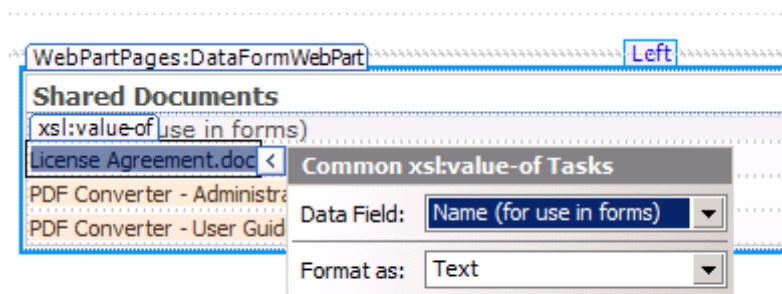 WebPartPages:DataFormWebPart
Left
Shared Documents
xsl:value-of use in forms)
License Agreement.doc <
Common xsl:value-of Tasks
PDF Converter - Administra
Data Field: Name (for use in forms)
PDF Converter - User Guid
Format as: Text